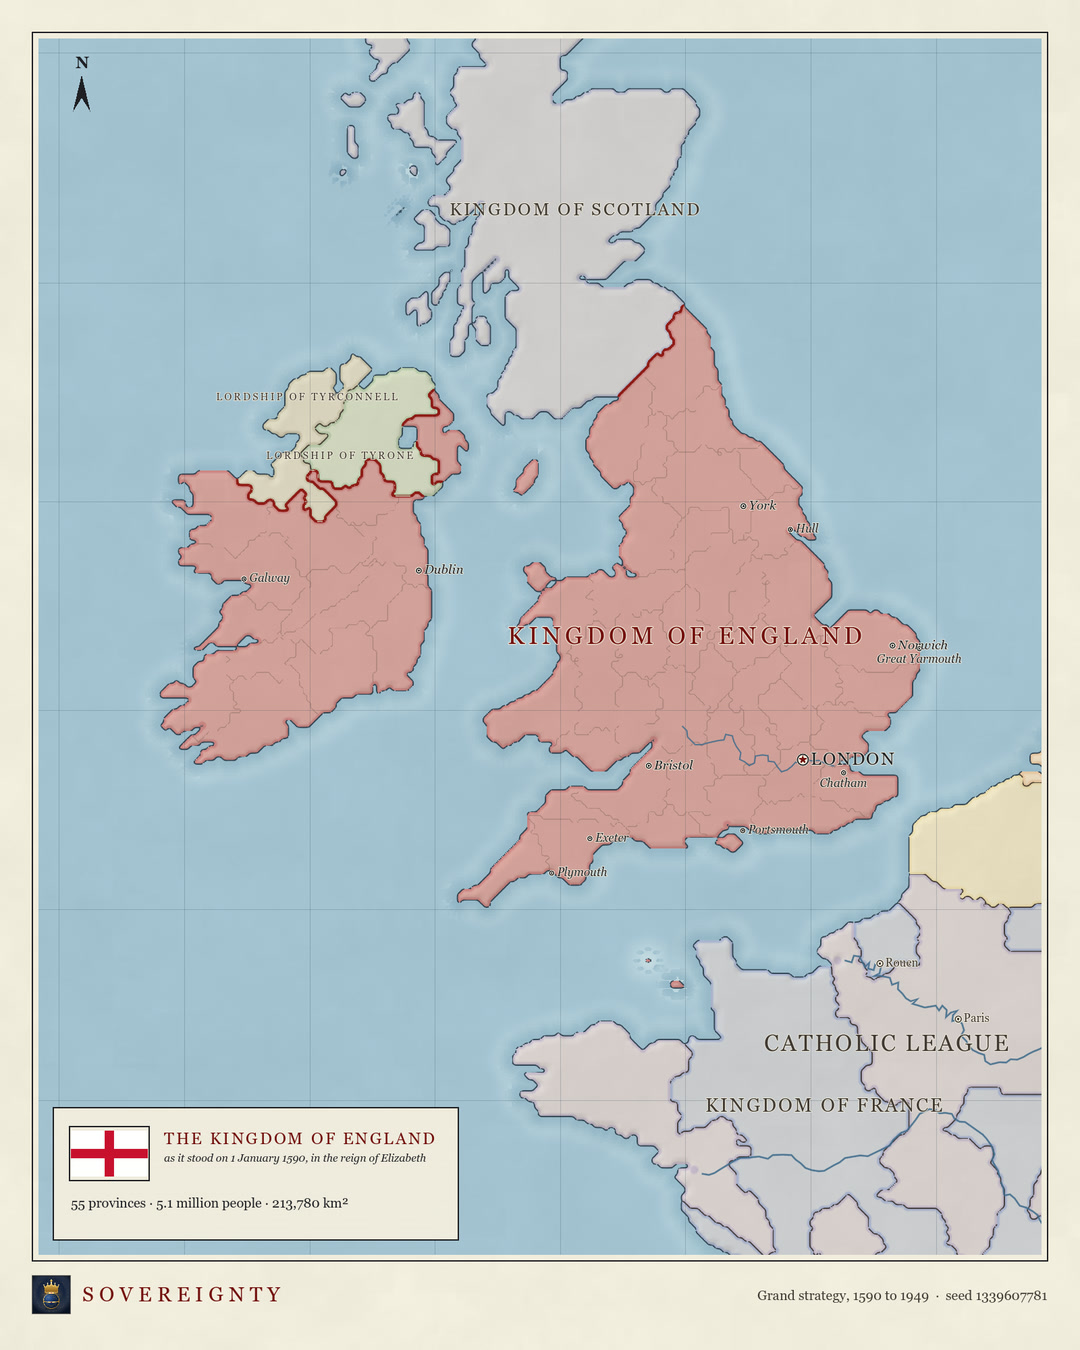 N
KINGDOM OF SCOTLAND
LORDSHIP OF TYRCONNELL
LORDSHIP OF TYRONE
York
Hull
Dublin
Galway
KINGDOM OF ENGLAND
Norwich
Great Yarmouth
LONDON
Bristol
Chatham
Portsmouth
Exeter
Plymouth
Rouen
Paris
CATHOLIC LEAGUE
KINGDOM OF FRANCE
THE KINGDOM OF ENGLAND
as it stood on 1 January 1590, in the reign of Elizabeth
55 provinces · 5.1 million people · 213,780 km²
SOVEREIGNTY
Grand strategy, 1590 to 1949 · seed 1339607781